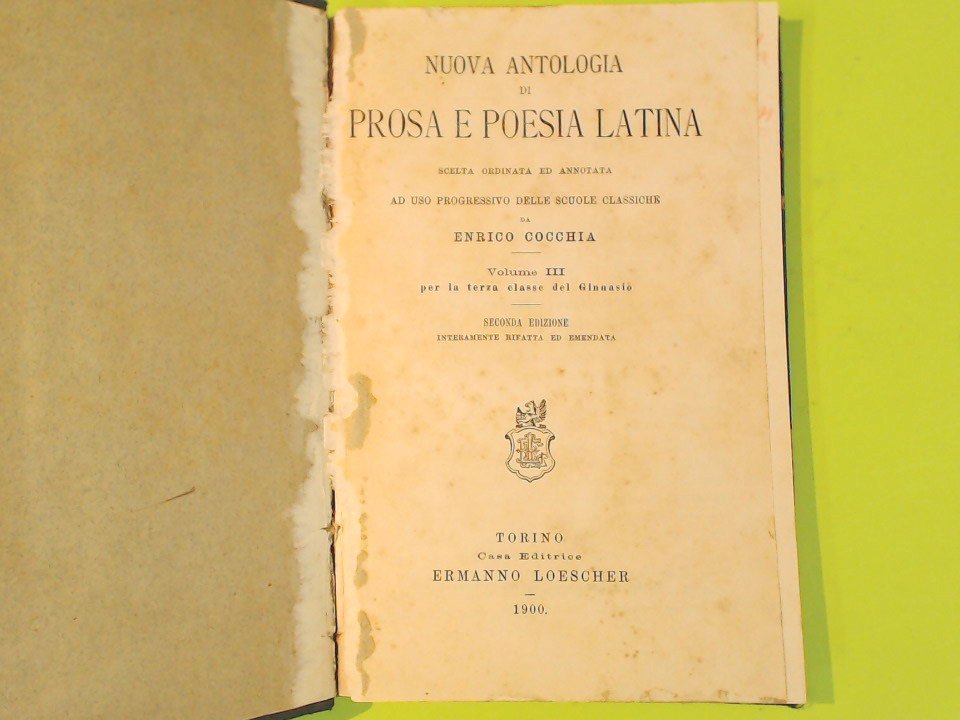 NUOVA ANTOLOGIA
DI
PROSA E POESIA LATINA
SCELTA ORDINATA ED ANNOTATA
AD USO PROGRESSIVO DELLE SCUOLE CLASSICHE
DA
ENRICO COCCHIA
Volume III
per la terza classe del Ginnasio
SECONDA EDIZIONE
INTERAMENTE RIFATTA ED EMENDATA
TORINO
Casa Editrice
ERMANNO LOESCHER
1900.